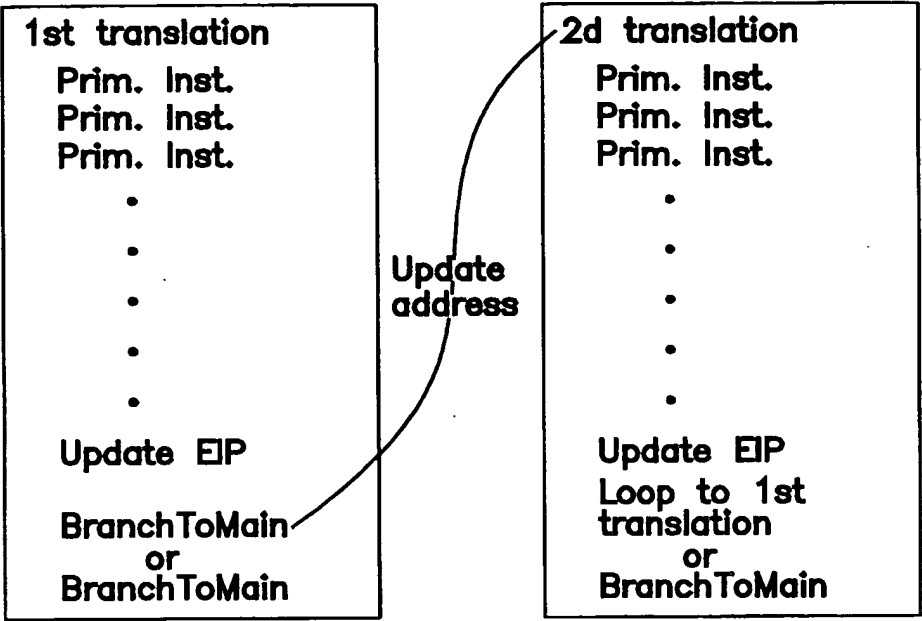 1st translation
Prim. Inst.
Prim. Inst.
Prim. Inst.
Update EIP
BranchToMain
or
BranchToMain
Update
address
2d translation
Prim. Inst.
Prim. Inst.
Prim. Inst.
Update EIP
Loop to 1st
translation
or
BranchToMain